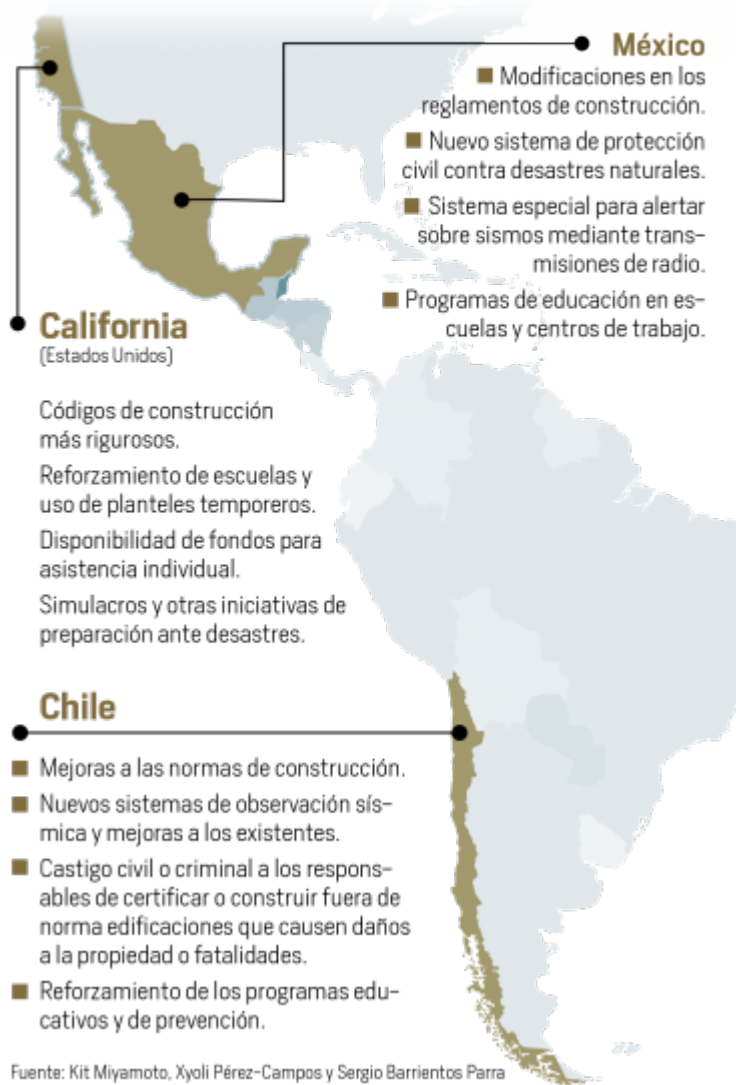 México
Modificaciones en los
reglamentos de construcción.
Nuevo sistema de protección
civil contra desastres naturales.
Sistema especial para alertar
sobre sismos mediante trans-
misiones de radio.
Programas de educación en es-
cuelas y centros de trabajo.
California
(Estados Unidos)
Códigos de construcción
más rigurosos.
Reforzamiento de escuelas y
uso de planteles temporeros.
Disponibilidad de fondos para
asistencia individual.
Simulacros y otras iniciativas de
preparación ante desastres.
Chile
Mejoras a las normas de construcción.
Nuevos sistemas de observación sís-
mica y mejoras a los existentes.
Castigo civil o criminal a los respons-
ables de certificar o construir fuera de
norma edificaciones que causen daños
a la propiedad o fatalidades.
Reforzamiento de los programas edu-
cativos y de prevención.
Fuente: Kit Miyamoto, Xyoli Pérez-Campos y Sergio Barrientos Parra